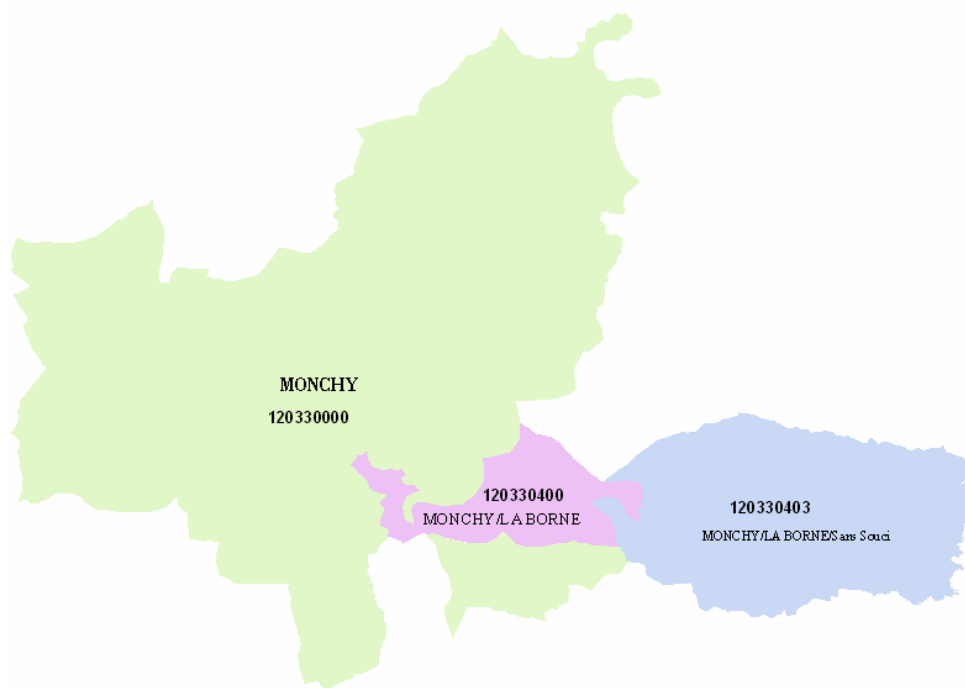 MONCHY
120330000
120330400
MONCHY/LA BORNE
120330403
MONCHY/LA BORNE/Sans Souci